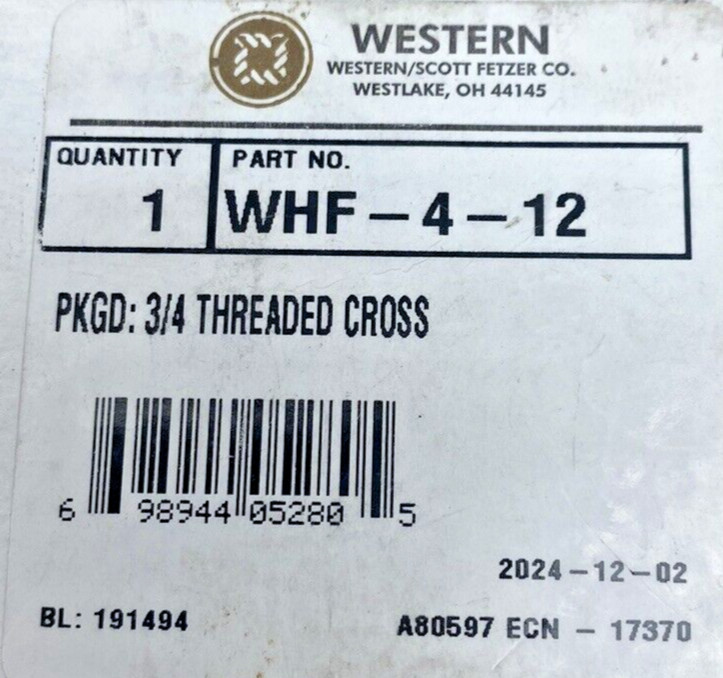 WESTERN
WESTERN/SCOTT FETZER CO.
WESTLAKE, OH 44145
QUANTITY PART NO.
1 WHF-4-12
PKGD: 3/4 THREADED CROSS
6 98944 05280 5
2024-12-02
BL: 191494 A80597 ECN - 17370